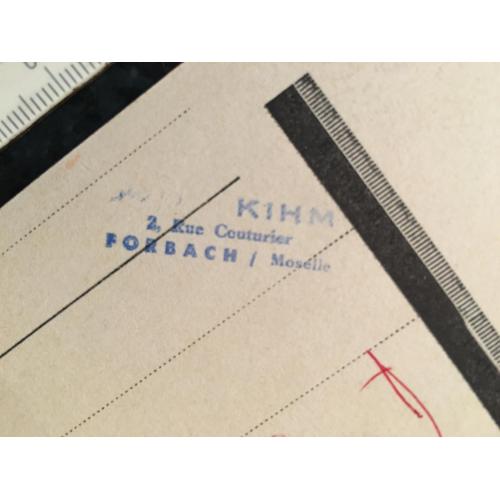 KIHM
2, Rue Couturier
FORBACH / Moselle